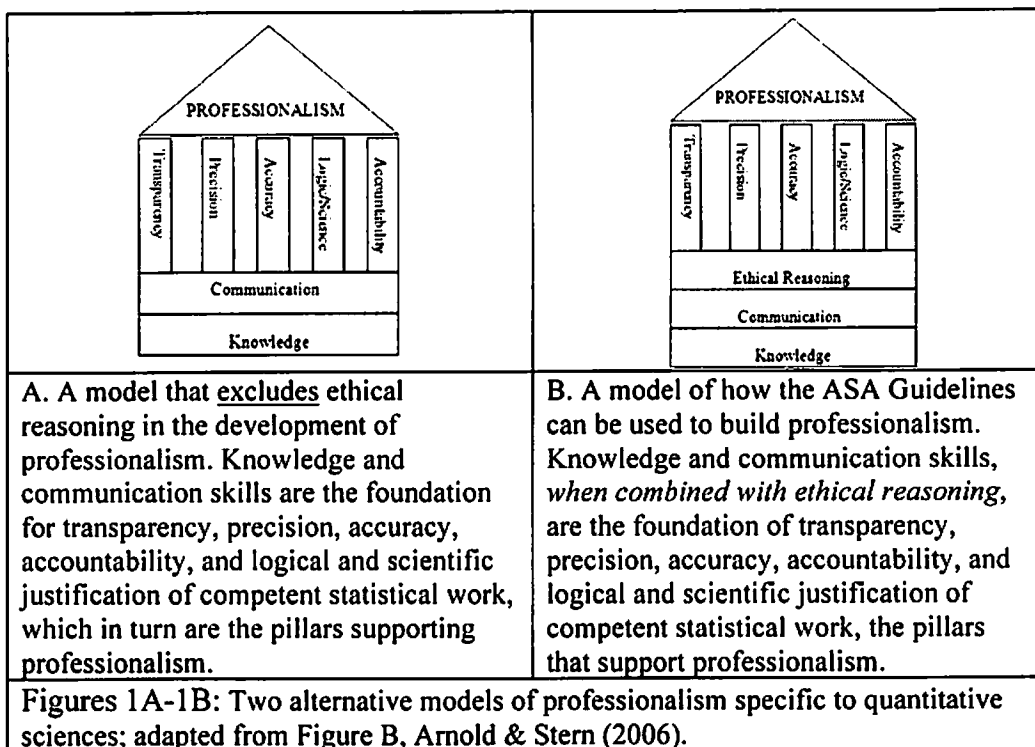 PROFESSIONALISM
Transparency
Precision
Accuracy
Logic/Science
Accountability
Communication
Knowledge
PROFESSIONALISM
Transparency
Precision
Accuracy
Logic/Science
Accountability
Ethical Reasoning
Communication
Knowledge
A. A model that excludes ethical
reasoning in the development of
professionalism. Knowledge and
communication skills are the foundation
for transparency, precision, accuracy,
accountability, and logical and scientific
justification of competent statistical work,
which in turn are the pillars supporting
professionalism.
B. A model of how the ASA Guidelines
can be used to build professionalism.
Knowledge and communication skills,
when combined with ethical reasoning,
are the foundation of transparency,
precision, accuracy, accountability, and
logical and scientific justification of
competent statistical work, the pillars
that support professionalism.
Figures 1A-1B: Two alternative models of professionalism specific to quantitative
sciences; adapted from Figure B, Arnold & Stern (2006).